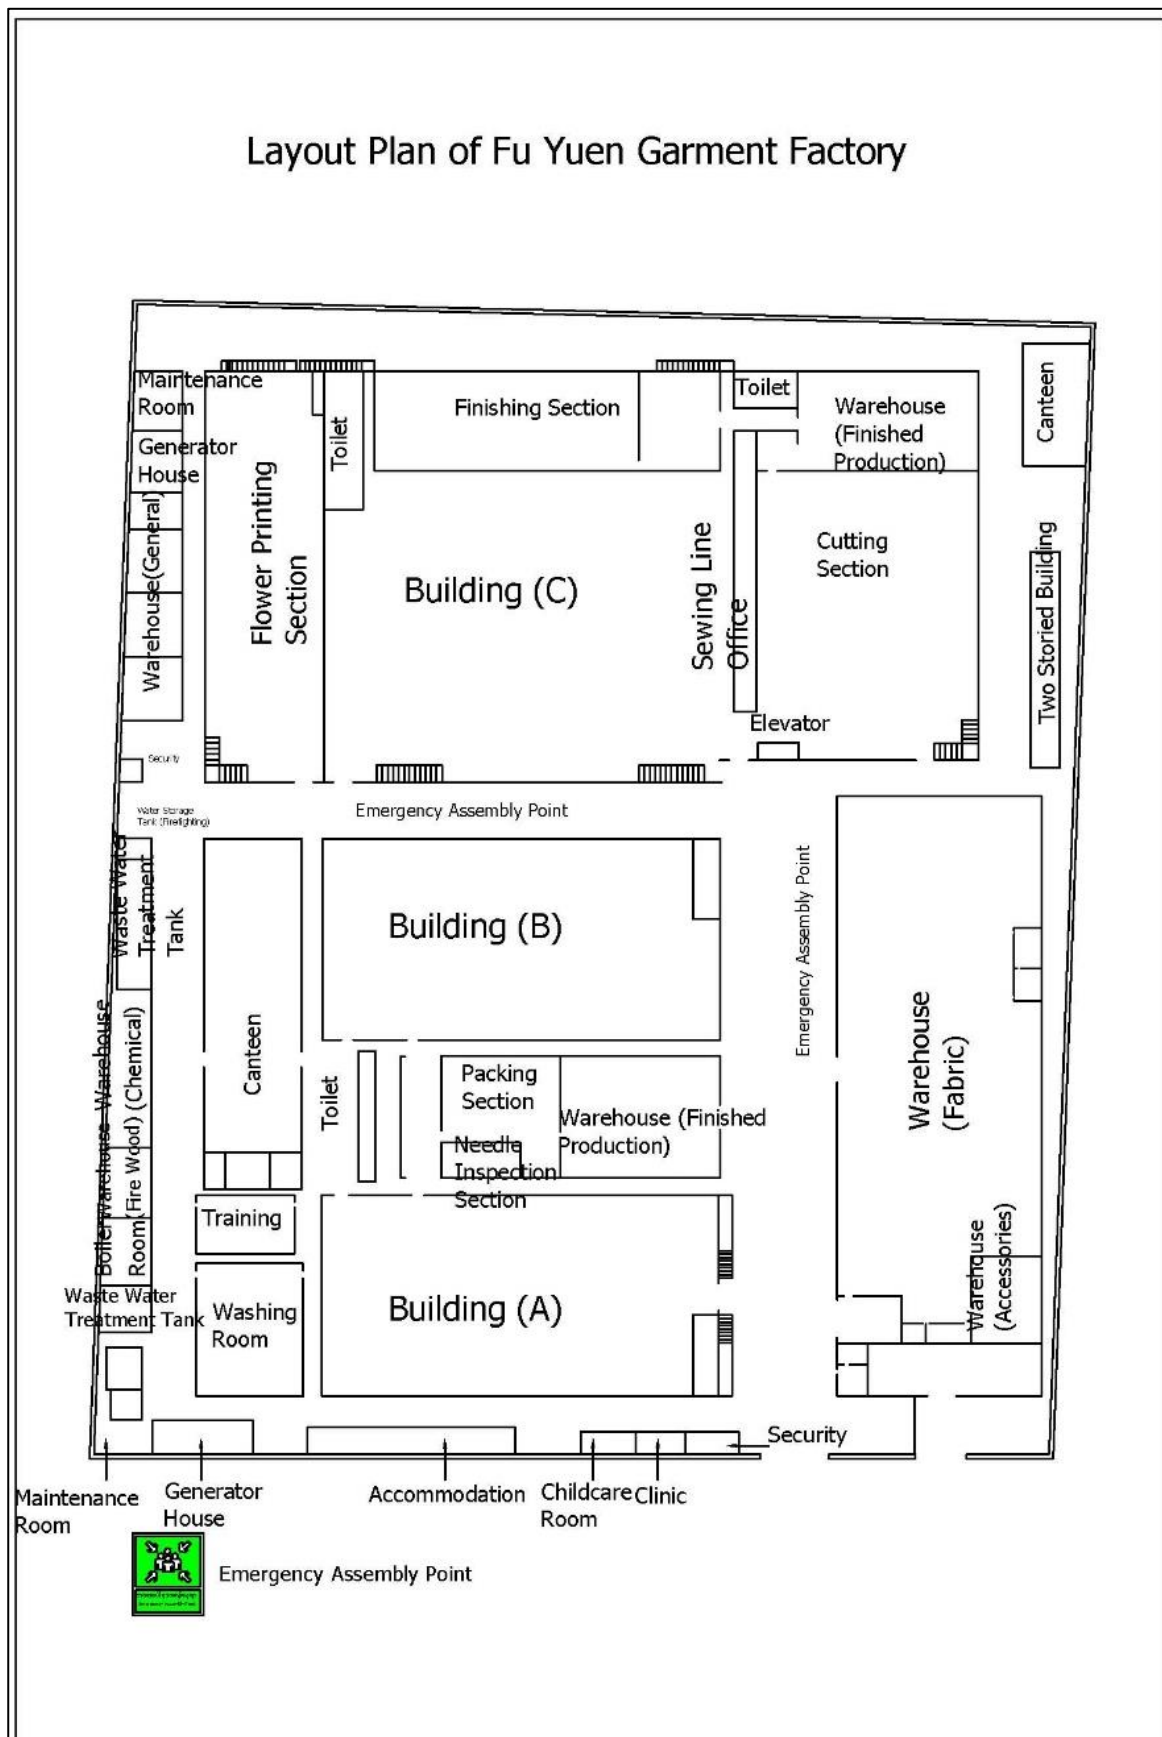 Layout Plan of Fu Yuen Garment Factory
Maintenance
Room
Generator
House
Warehouse(General)
Flower Printing
Section
Toilet
Finishing Section
Toilet
Warehouse
(Finished
Production)
Canteen
Building (C)
Sewing Line
Office
Cutting
Section
Elevator
Two Storied Building
Security
Water Storage
Tank (Firefighting)
Emergency Assembly Point
Waste Water
Treatment
Tank
Building (B)
Emergency Assembly Point
Canteen
Toilet
Packing
Section
Needle
Inspection
Section
Warehouse (Finished
Production)
Warehouse
(Fabric)
Warehouse
(Chemical)
Warehouse
(Fire Wood)
Boiler
Room
Training
Washing
Room
Building (A)
Warehouse
(Accessories)
Waste Water
Treatment Tank
Security
Maintenance
Room
Generator
House
Accommodation
Childcare
Room
Clinic
Emergency Assembly Point